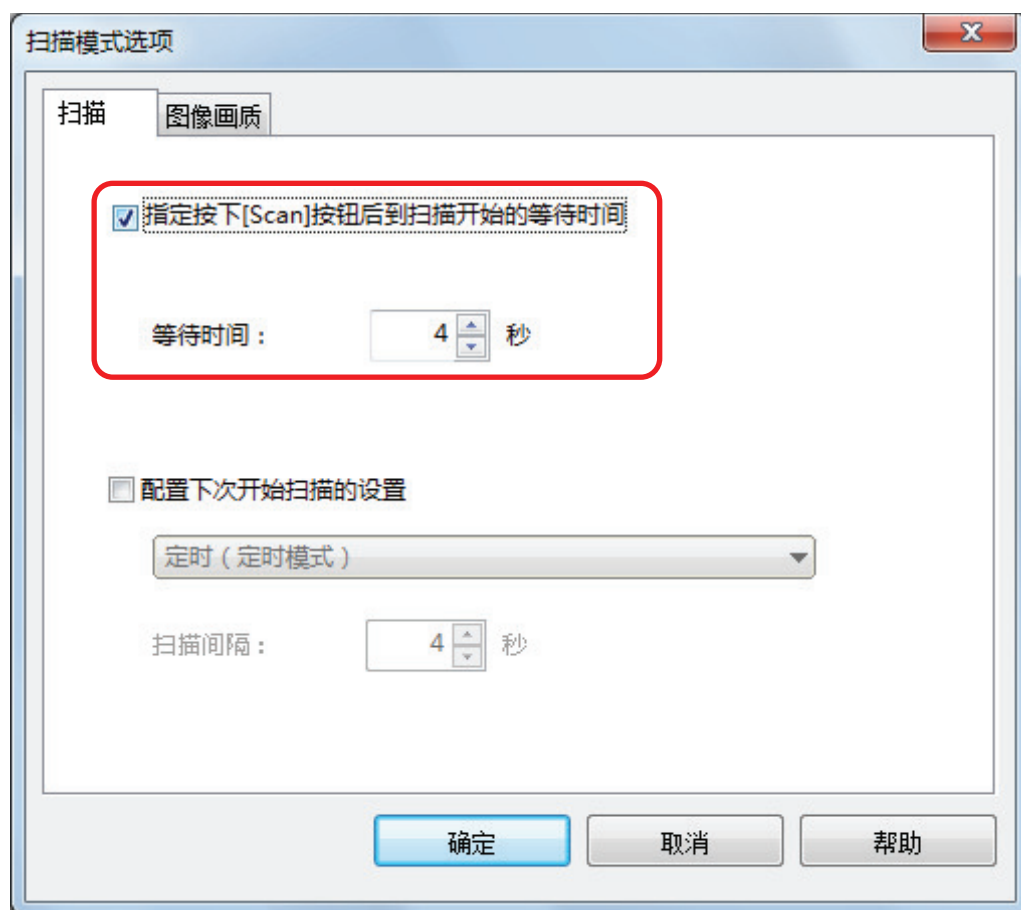 扫描模式选项
扫描 图像画质
指定按下[Scan]按钮后到扫描开始的等待时间
等待时间： 4 秒
配置下次开始扫描的设置
定时（定时模式）
扫描间隔： 4 秒
确定 取消 帮助